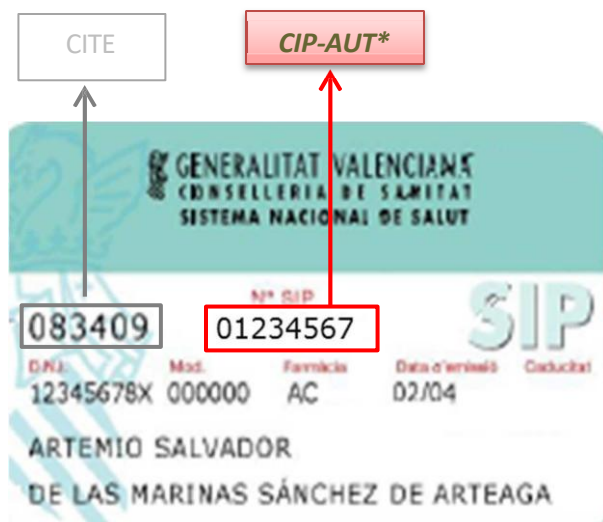 CITE CIP-AUT*
GENERALITAT VALENCIANA
CONSELLERIA DE SANITAT
SISTEMA NACIONAL DE SALUT
Nº SIP
083409 01234567 SIP
D.N.I. Mod. Farmàcia Data d'emissió Caducitat
12345678X 000000 AC 02/04
ARTEMIO SALVADOR
DE LAS MARINAS SÁNCHEZ DE ARTEAGA